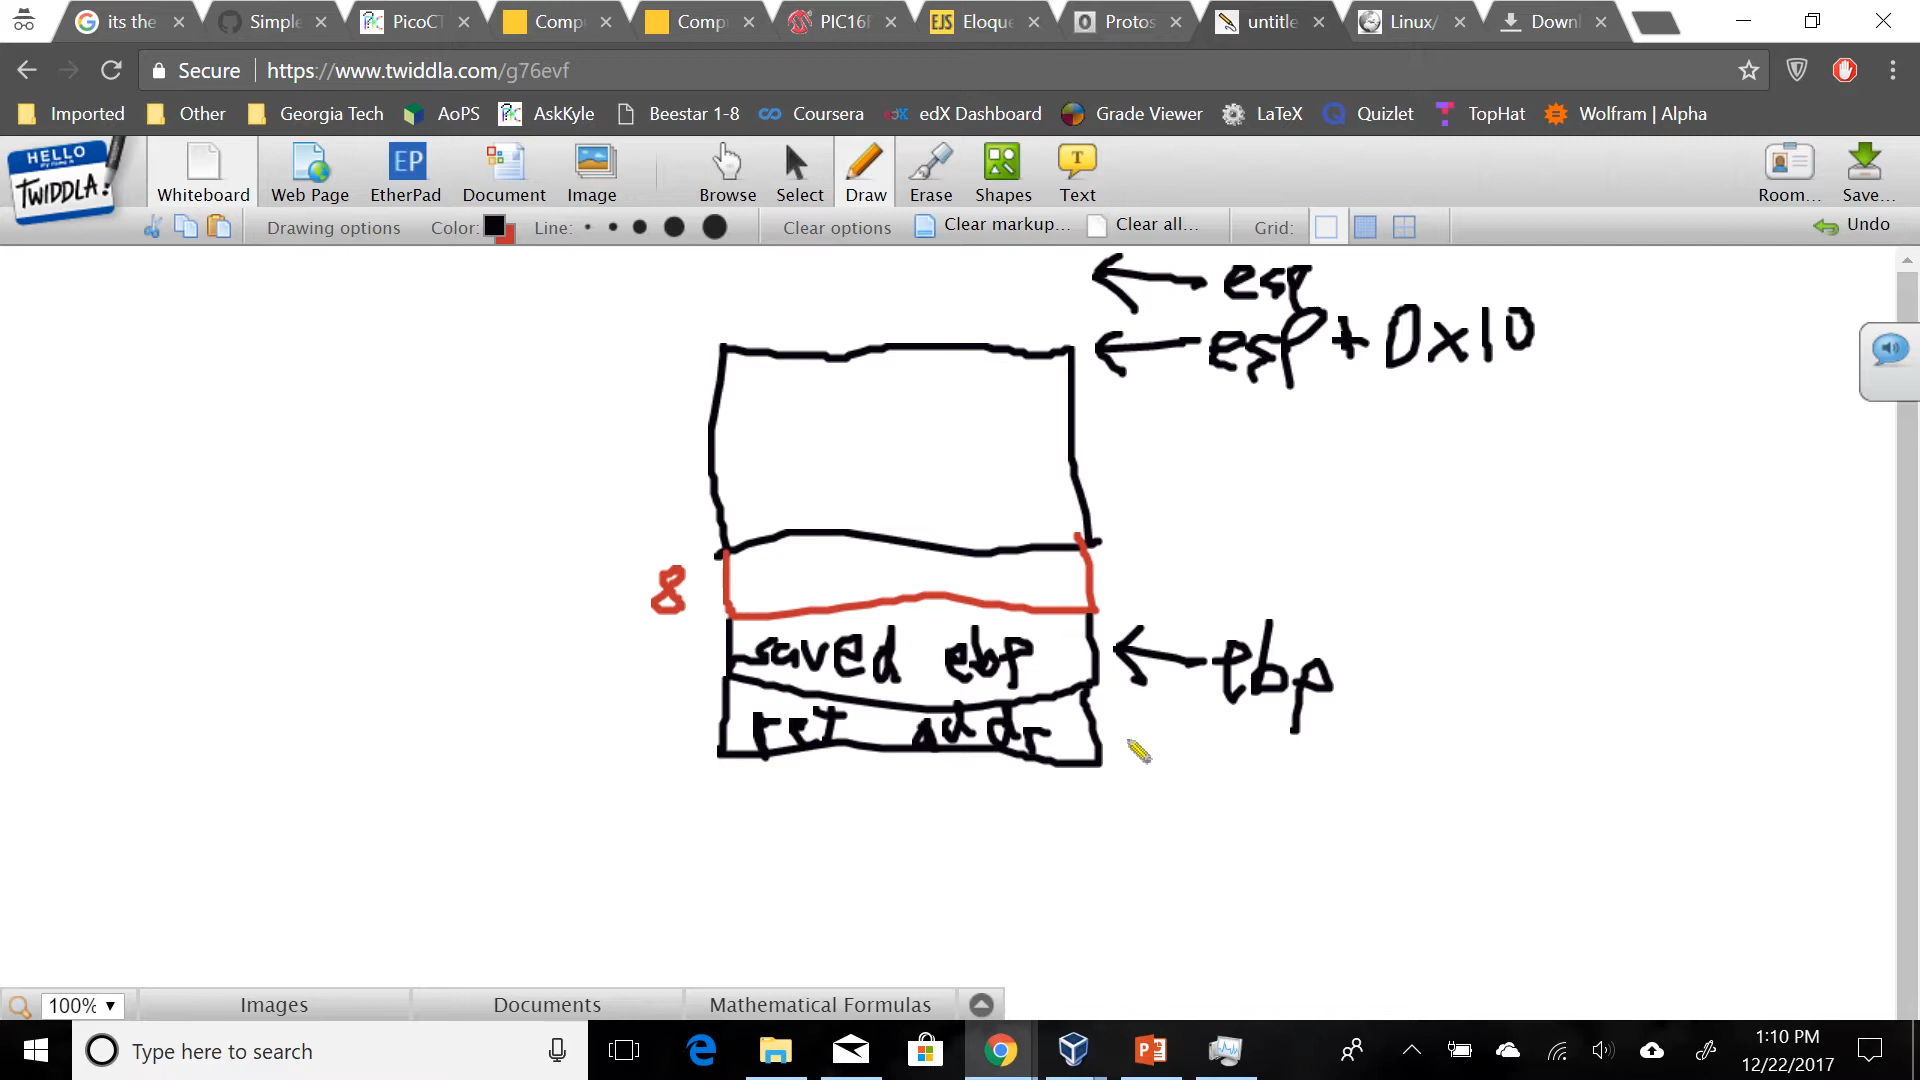 its the
Simple
PicoCT
Comp
Comp
PIC16f
EJS
Eloque
Protos
untitle
Linux/
Downl
Secure
https://www.twiddla.com/g76evf
Imported
Other
Georgia Tech
AoPS
AskKyle
Beestar 1-8
Coursera
edX Dashboard
Grade Viewer
LaTeX
Quizlet
TopHat
Wolfram | Alpha
HELLO
TWIDDLA!
EP
T
Whiteboard
Web Page
EtherPad
Document
Image
Browse
Select
Draw
Erase
Shapes
Text
Room...
Save...
Drawing options
Color:
Line:
Clear options
Clear markup...
Clear all...
Grid:
Undo
esp
esp + 0x10
8
saved ebp
ebp
ret addr
100%
Images
Documents
Mathematical Formulas
Type here to search
1:10 PM
12/22/2017